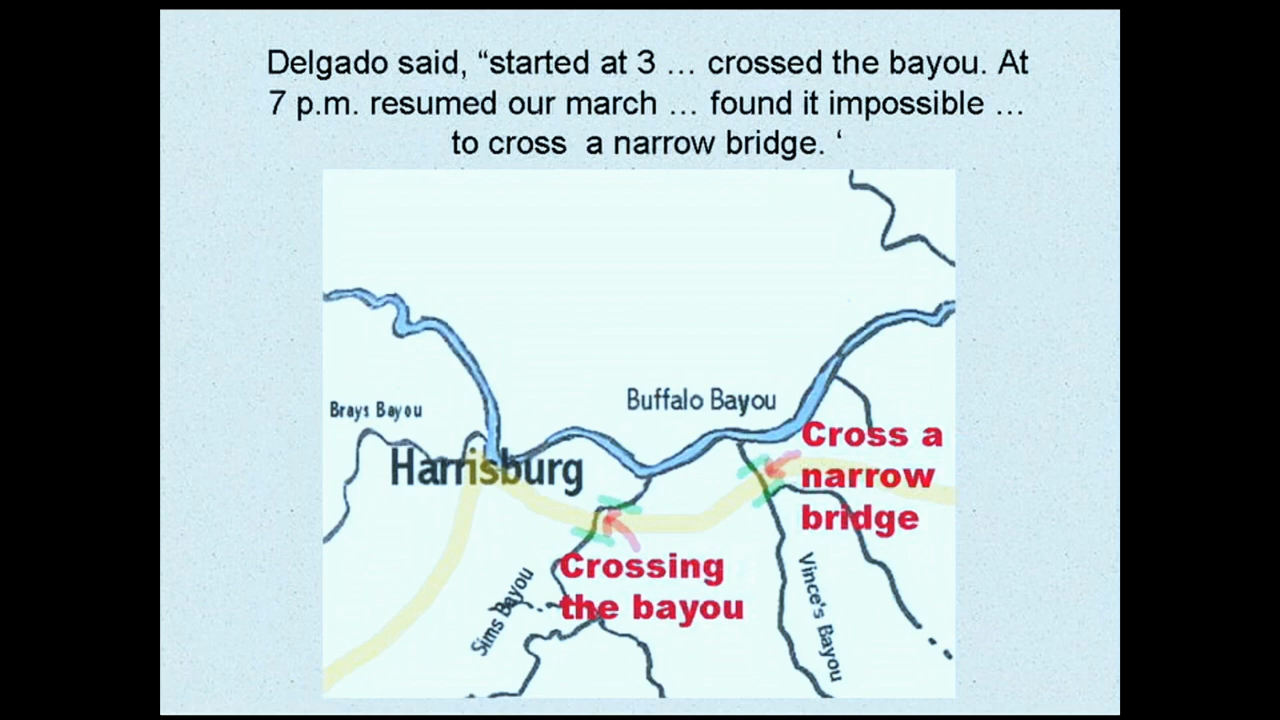 Delgado said, “started at 3 … crossed the bayou. At
7 p.m. resumed our march … found it impossible …
to cross  a narrow bridge. ‘
Buffalo Bayou
Brays Bayou
Cross a
narrow
bridge
Harrisburg
Crossing
the bayou
Sims Bayou
Vince's Bayou